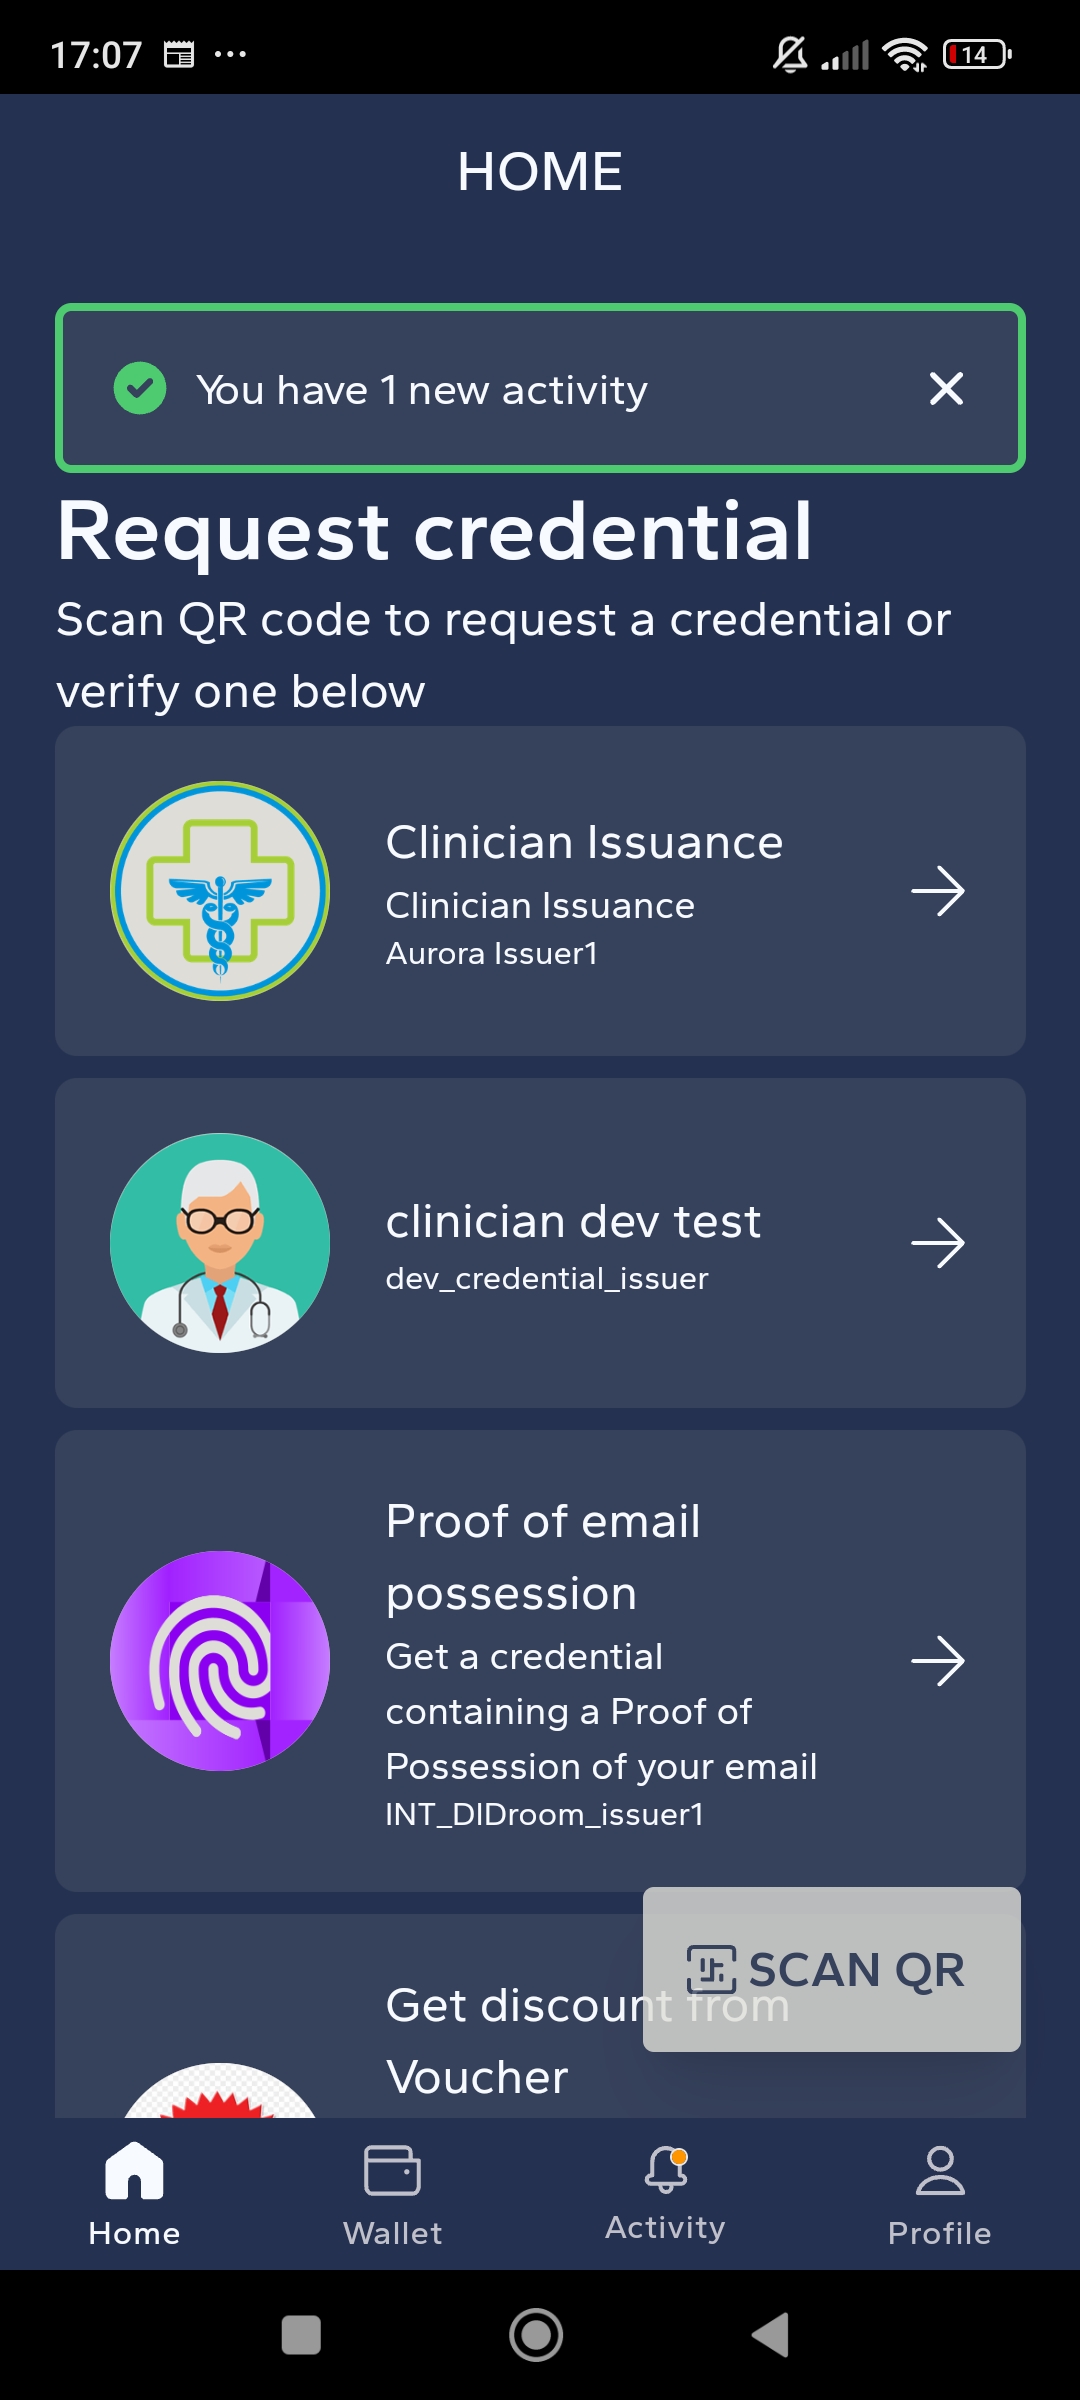 17:07
14
HOME
You have 1 new activity
Request credential
Scan QR code to request a credential or
verify one below
Clinician Issuance
Clinician Issuance
Aurora Issuer1
clinician dev test
dev_credential_issuer
Proof of email
possession
Get a credential
containing a Proof of
Possession of your email
INT_DIDroom_issuer1
SCAN QR
Get discount from
Voucher
Home
Wallet
Activity
Profile